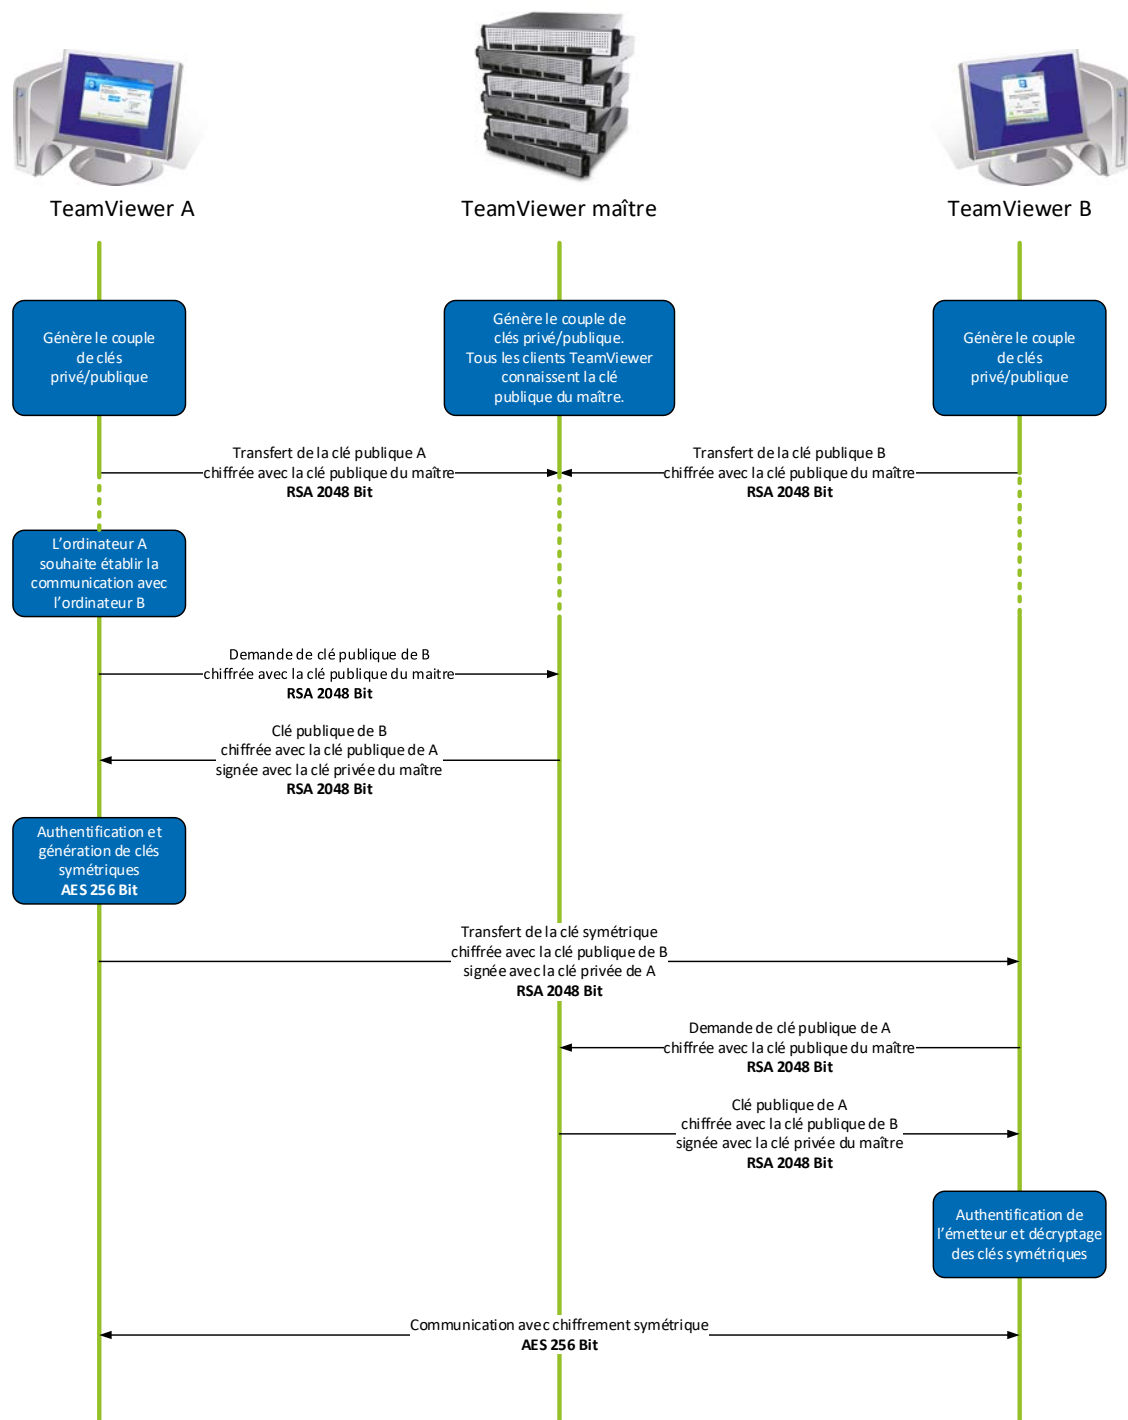 TeamViewer A
TeamViewer maître
TeamViewer B
Génère le couple
de clés
privé/publique
Génère le couple de
clés privé/publique.
Tous les clients TeamViewer
connaissent la clé
publique du maître.
Génère le couple
de clés
privé/publique
Transfert de la clé publique A
chiffrée avec la clé publique du maître
RSA 2048 Bit
Transfert de la clé publique B
chiffrée avec la clé publique du maître
RSA 2048 Bit
L’ordinateur A
souhaite établir la
communication avec
l’ordinateur B
Demande de clé publique de B
chiffrée avec la clé publique du maitre
RSA 2048 Bit
Clé publique de B
chiffrée avec la clé publique de A
signée avec la clé privée du maître
RSA 2048 Bit
Authentification et
génération de clés
symétriques
AES 256 Bit
Transfert de la clé symétrique
chiffrée avec la clé publique de B
signée avec la clé privée de A
RSA 2048 Bit
Demande de clé publique de A
chiffrée avec la clé publique du maître
RSA 2048 Bit
Clé publique de A
chiffrée avec la clé publique de B
signée avec la clé privée du maître
RSA 2048 Bit
Authentification de
l’émetteur et décryptage
des clés symétriques
Communication avec chiffrement symétrique
AES 256 Bit